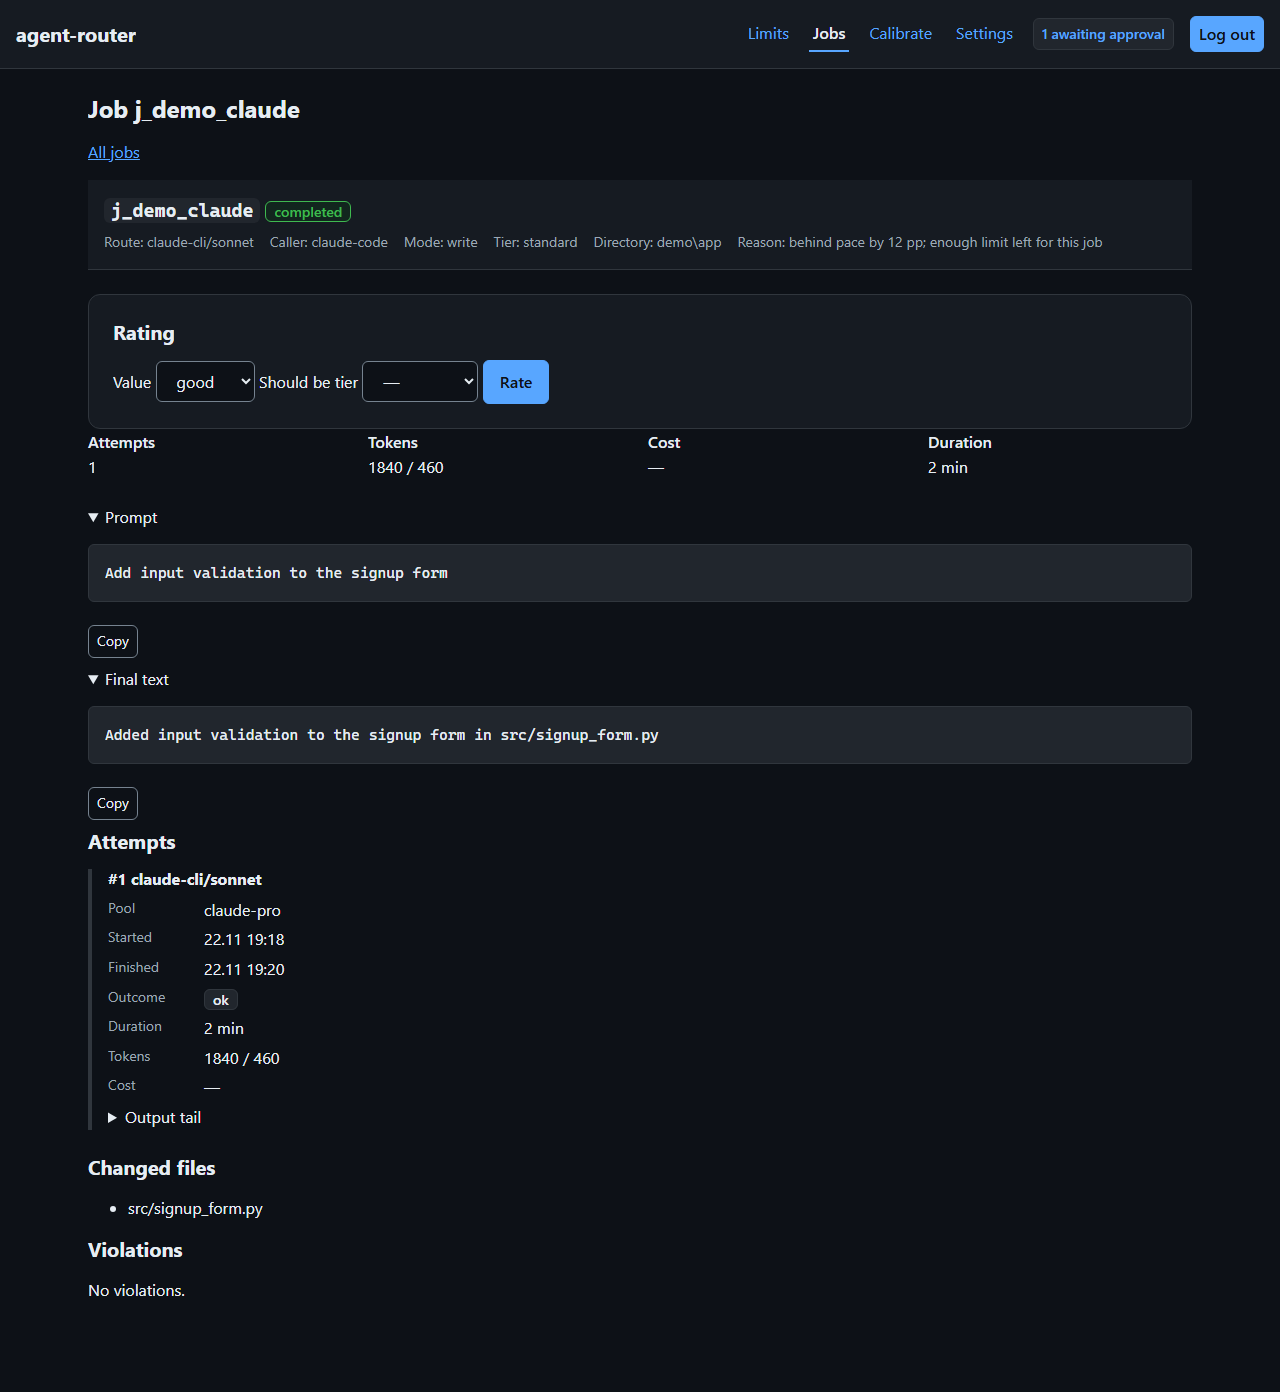 agent-router
Limits Jobs Calibrate Settings 1 awaiting approval Log out
Job j_demo_claude
All jobs
j_demo_claude completed
Route: claude-cli/sonnet Caller: claude-code Mode: write Tier: standard Directory: demo\app Reason: behind pace by 12 pp; enough limit left for this job
Rating
Value good Should be tier — Rate
Attempts Tokens Cost Duration
1 1840 / 460 — 2 min
Prompt
Add input validation to the signup form
Copy
Final text
Added input validation to the signup form in src/signup_form.py
Copy
Attempts
#1 claude-cli/sonnet
Pool claude-pro
Started 22.11 19:18
Finished 22.11 19:20
Outcome ok
Duration 2 min
Tokens 1840 / 460
Cost —
Output tail
Changed files
src/signup_form.py
Violations
No violations.